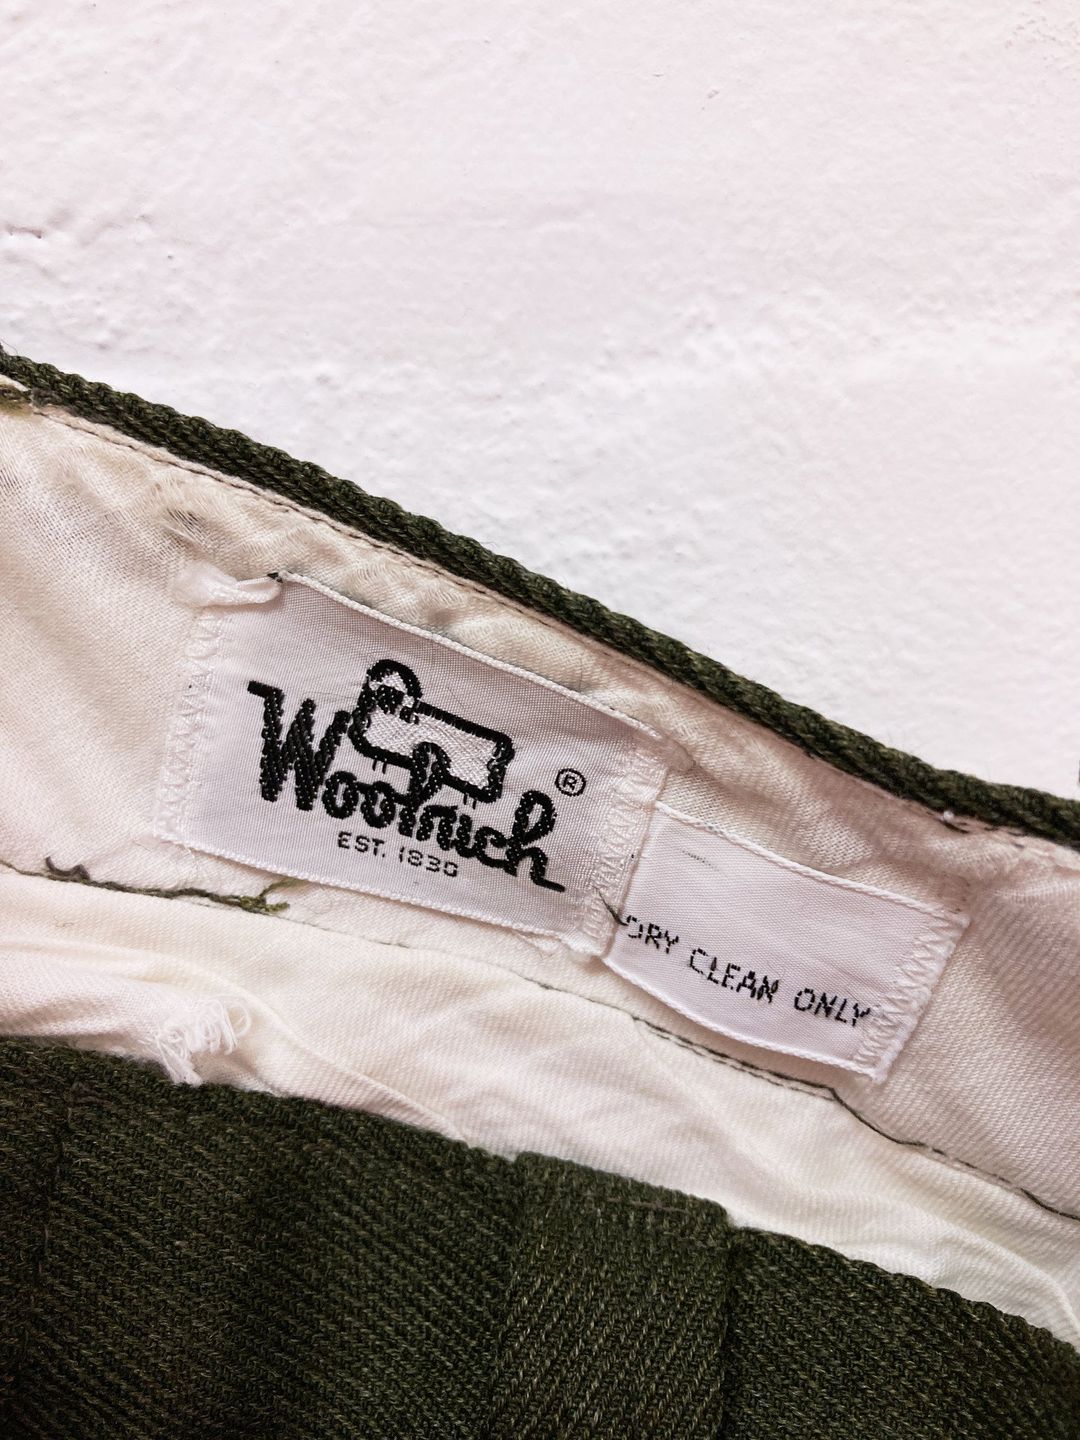 Woolrich ®
EST. 1830
DRY CLEAN ONLY